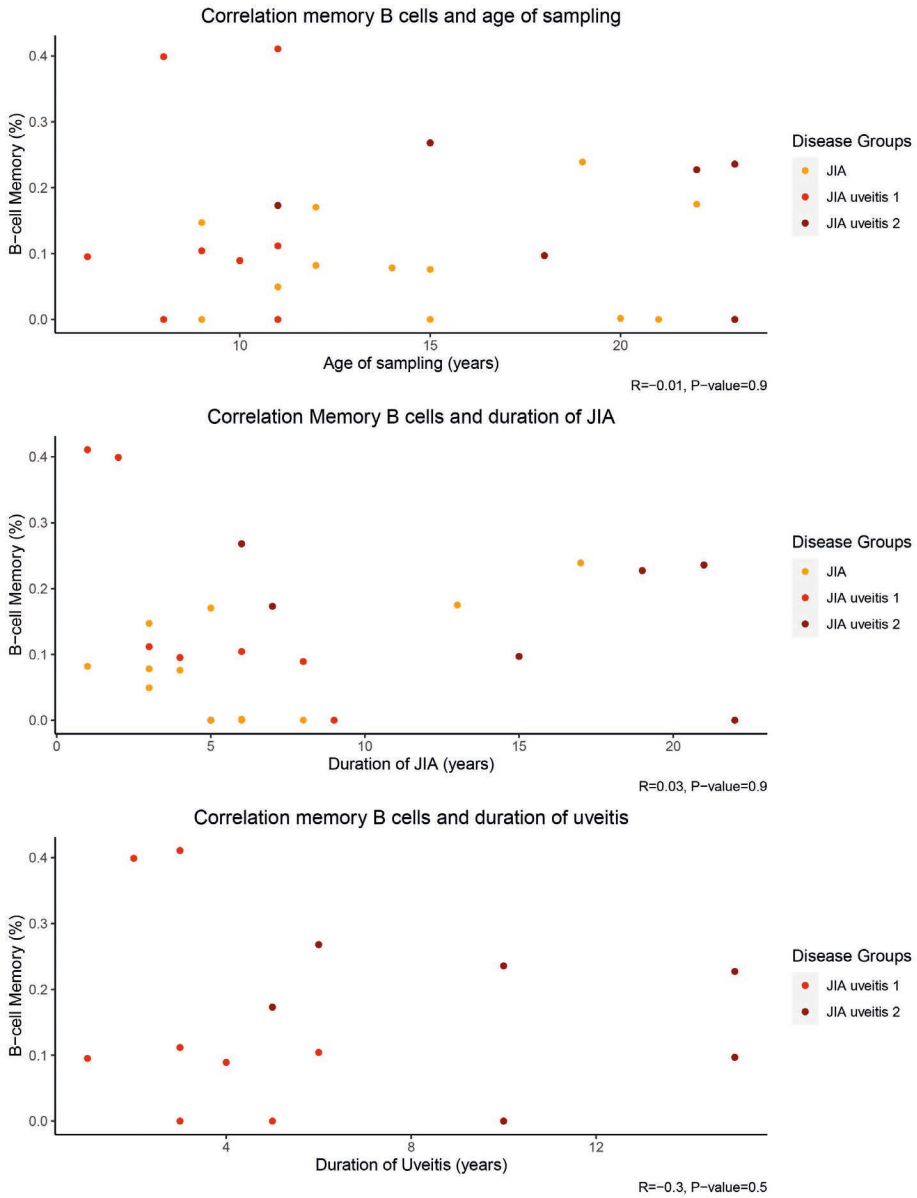 Correlation memory B cells and age of sampling
B−cell Memory (%)
0.4
0.3
0.2
0.1
0.0
10
15
20
Age of sampling (years)
R=−0.01, P−value=0.9
Disease Groups
JIA
JIA uveitis 1
JIA uveitis 2
Correlation Memory B cells and duration of JIA
B−cell Memory (%)
0.4
0.3
0.2
0.1
0.0
0
5
10
15
20
Duration of JIA (years)
R=0.03, P−value=0.9
Disease Groups
JIA
JIA uveitis 1
JIA uveitis 2
Correlation memory B cells and duration of uveitis
B−cell Memory (%)
0.4
0.3
0.2
0.1
0.0
4
8
12
Duration of Uveitis (years)
R=−0.3, P−value=0.5
Disease Groups
JIA uveitis 1
JIA uveitis 2